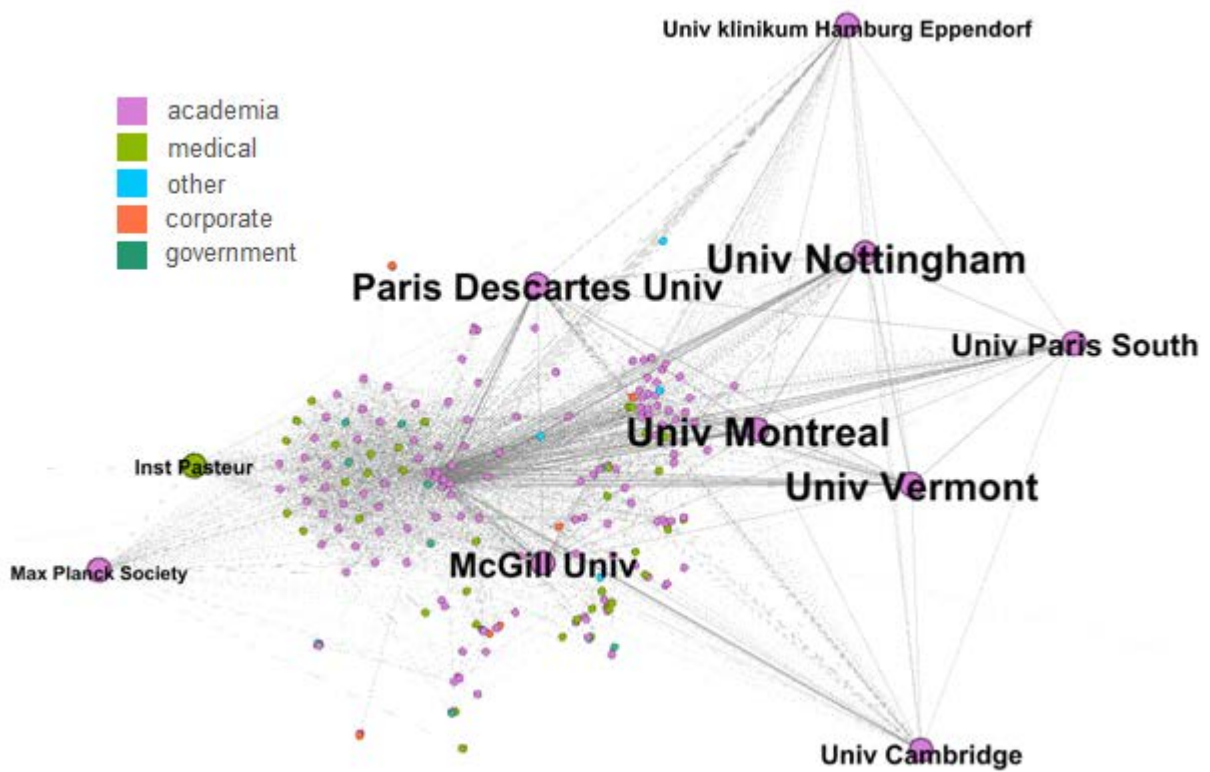 Univ klinikum Hamburg Eppendorf
academia
medical
other
corporate
government
Univ Nottingham
Paris Descartes Univ
Univ Paris South
Univ Montreal
Inst Pasteur
Univ Vermont
McGill Univ
Max Planck Society
Univ Cambridge